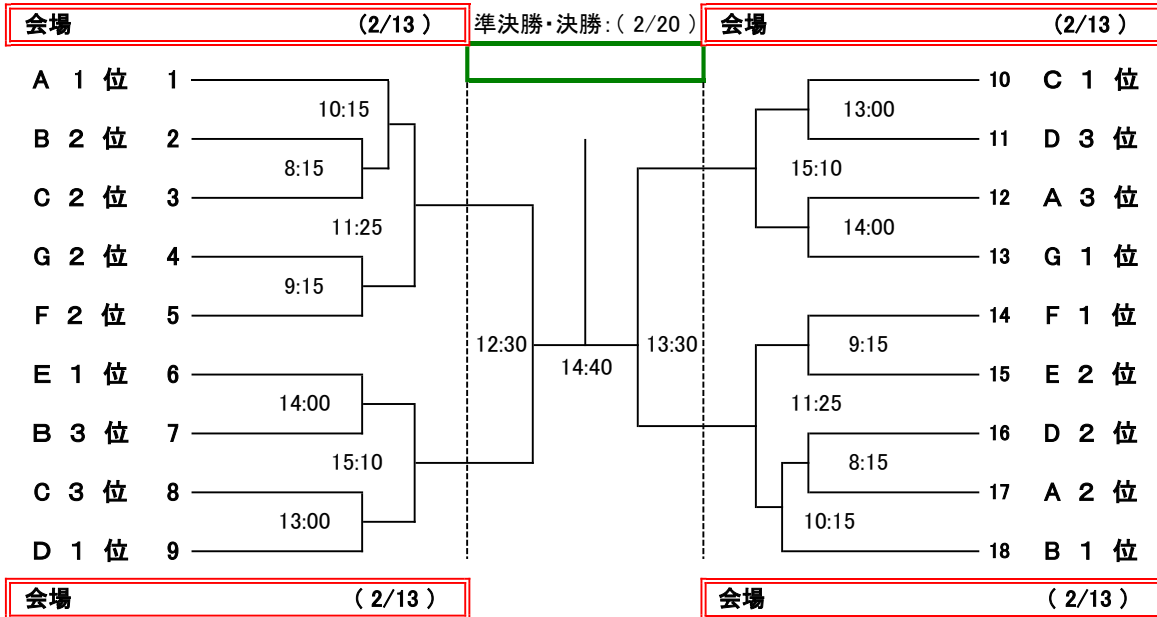 会場 (2/13 ) 準決勝・決勝:( 2/20 ) 会場 (2/13 )
A 1 位 1 10 C 1 位
10:15 13:00
B 2 位 2 11 D 3 位
8:15 15:10
C 2 位 3 12 A 3 位
11:25 14:00
G 2 位 4 13 G 1 位
9:15
F 2 位 5 14 F 1 位
12:30 13:30 9:15
14:40
E 1 位 6 15 E 2 位
14:00 11:25
B 3 位 7 16 D 2 位
15:10 8:15
C 3 位 8 17 A 2 位
13:00 10:15
D 1 位 9 18 B 1 位
会場 ( 2/13 ) 会場 ( 2/13 )